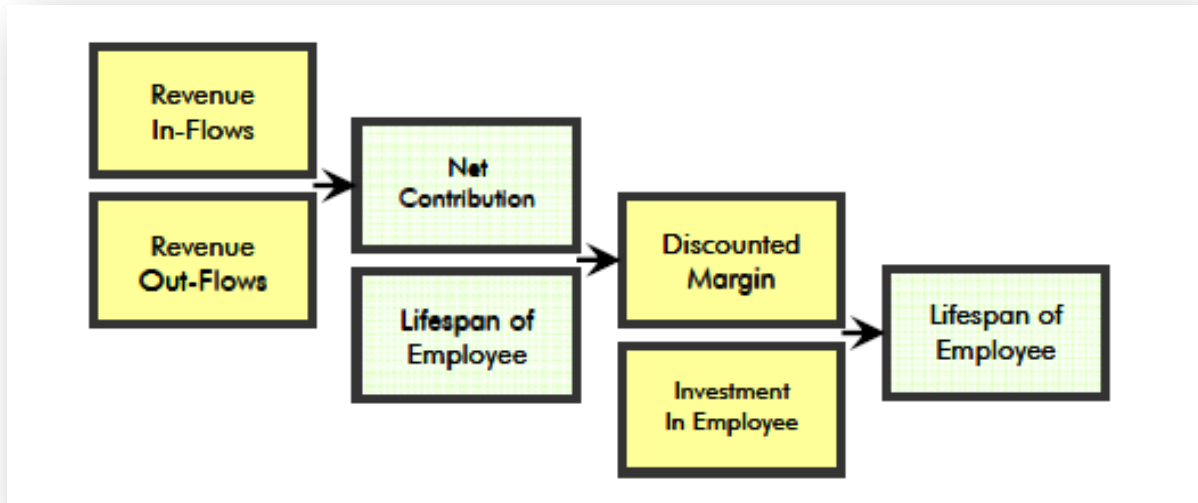 Revenue
In-Flows
Revenue
Out-Flows
Net
Contribution
Lifespan of
Employee
Discounted
Margin
Investment
In Employee
Lifespan of
Employee